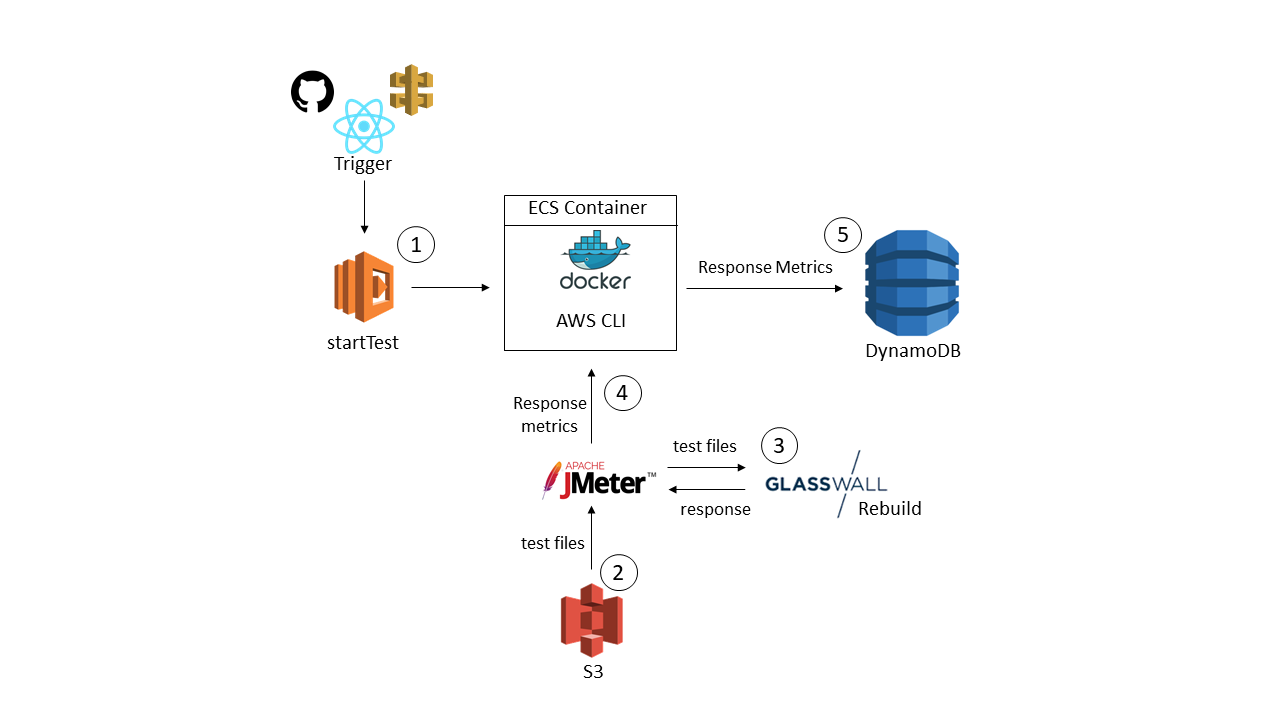 Trigger
1
startTest
ECS Container
docker
AWS CLI
Response Metrics
5
DynamoDB
Response
metrics
4
APACHE
JMeter™
test files
3
response
GLASSWALL
Rebuild
test files
2
S3